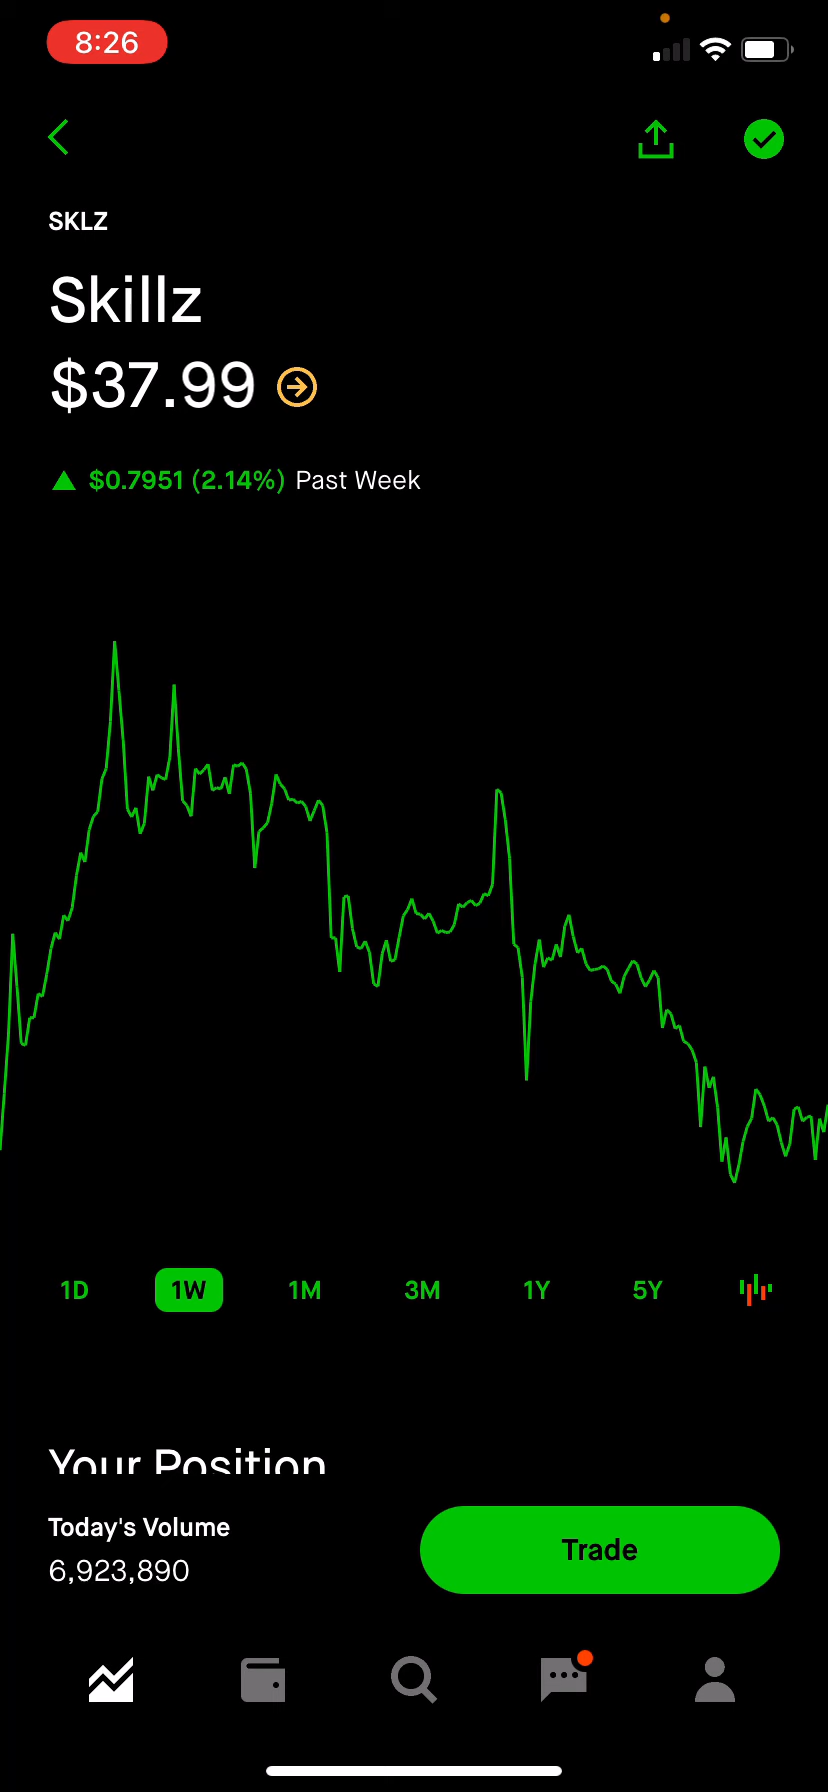 8:26
SKLZ
Skillz
$37.99
$0.7951 (2.14%) Past Week
1D 1W 1M 3M 1Y 5Y
Your Position
Today's Volume
6,923,890
Trade